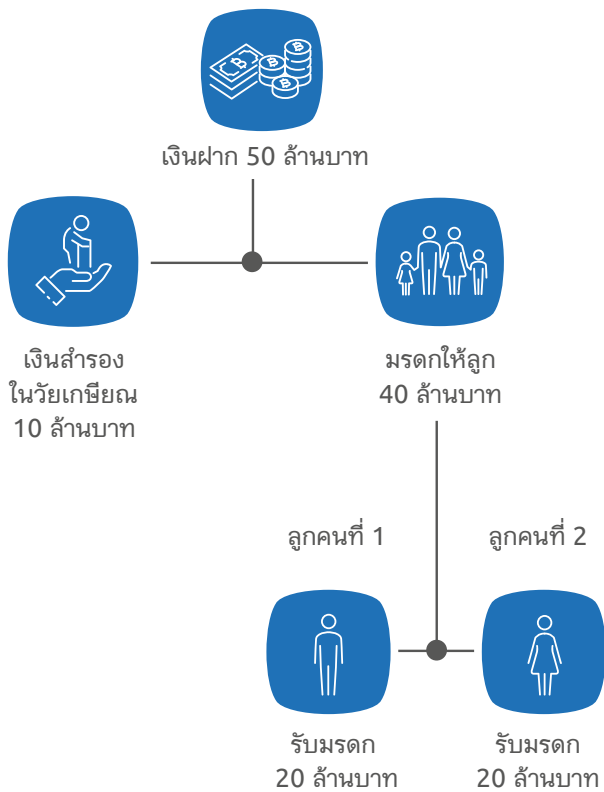 เงินฝาก 50 ล้านบาท
เงินสำรอง
ในวัยเกษียณ
10 ล้านบาท
มรดกให้ลูก
40 ล้านบาท
ลูกคนที่ 1
ลูกคนที่ 2
รับมรดก
20 ล้านบาท
รับมรดก
20 ล้านบาท